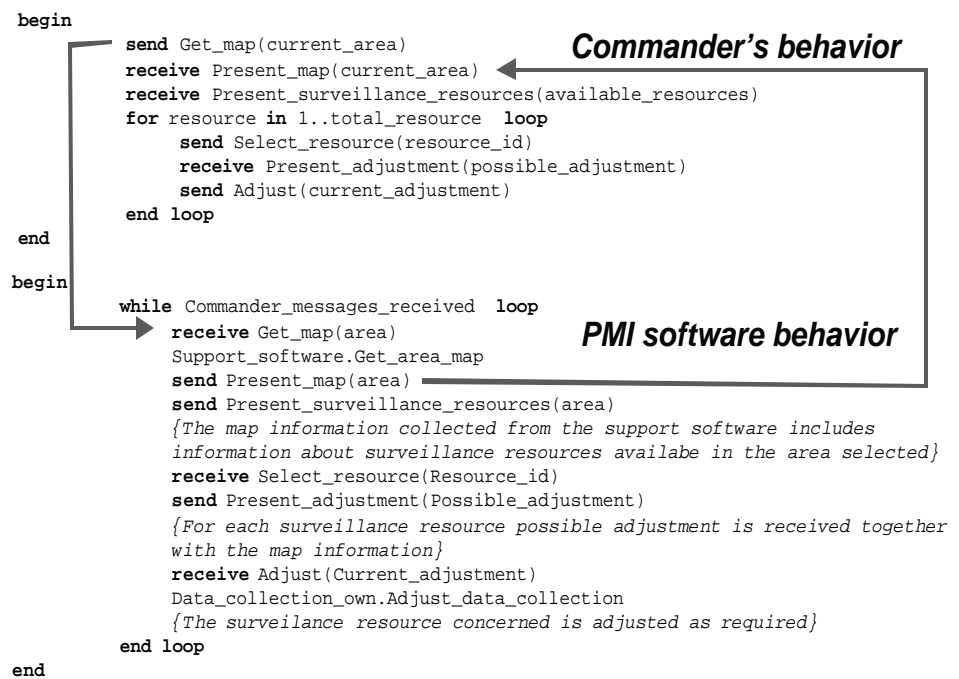 begin
send Get_map(current_area)
Commander's behavior
receive Present_map(current_area)
receive Present_surveillance_resources(available_resources)
for resource in 1..total_resource loop
send Select_resource(resource_id)
receive Present_adjustment(possible_adjustment)
send Adjust(current_adjustment)
end loop
end
begin
while Commander_messages_received loop
receive Get_map(area)
PMI software behavior
Support_software.Get_area_map
send Present_map(area)
send Present_surveillance_resources(area)
{The map information collected from the support software includes
information about surveillance resources availabe in the area selected}
receive Select_resource(Resource_id)
send Present_adjustment(Possible_adjustment)
{For each surveillance resource possible adjustment is received together
with the map information}
receive Adjust(Current_adjustment)
Data_collection_own.Adjust_data_collection
{The surveilance resource concerned is adjusted as required}
end loop
end